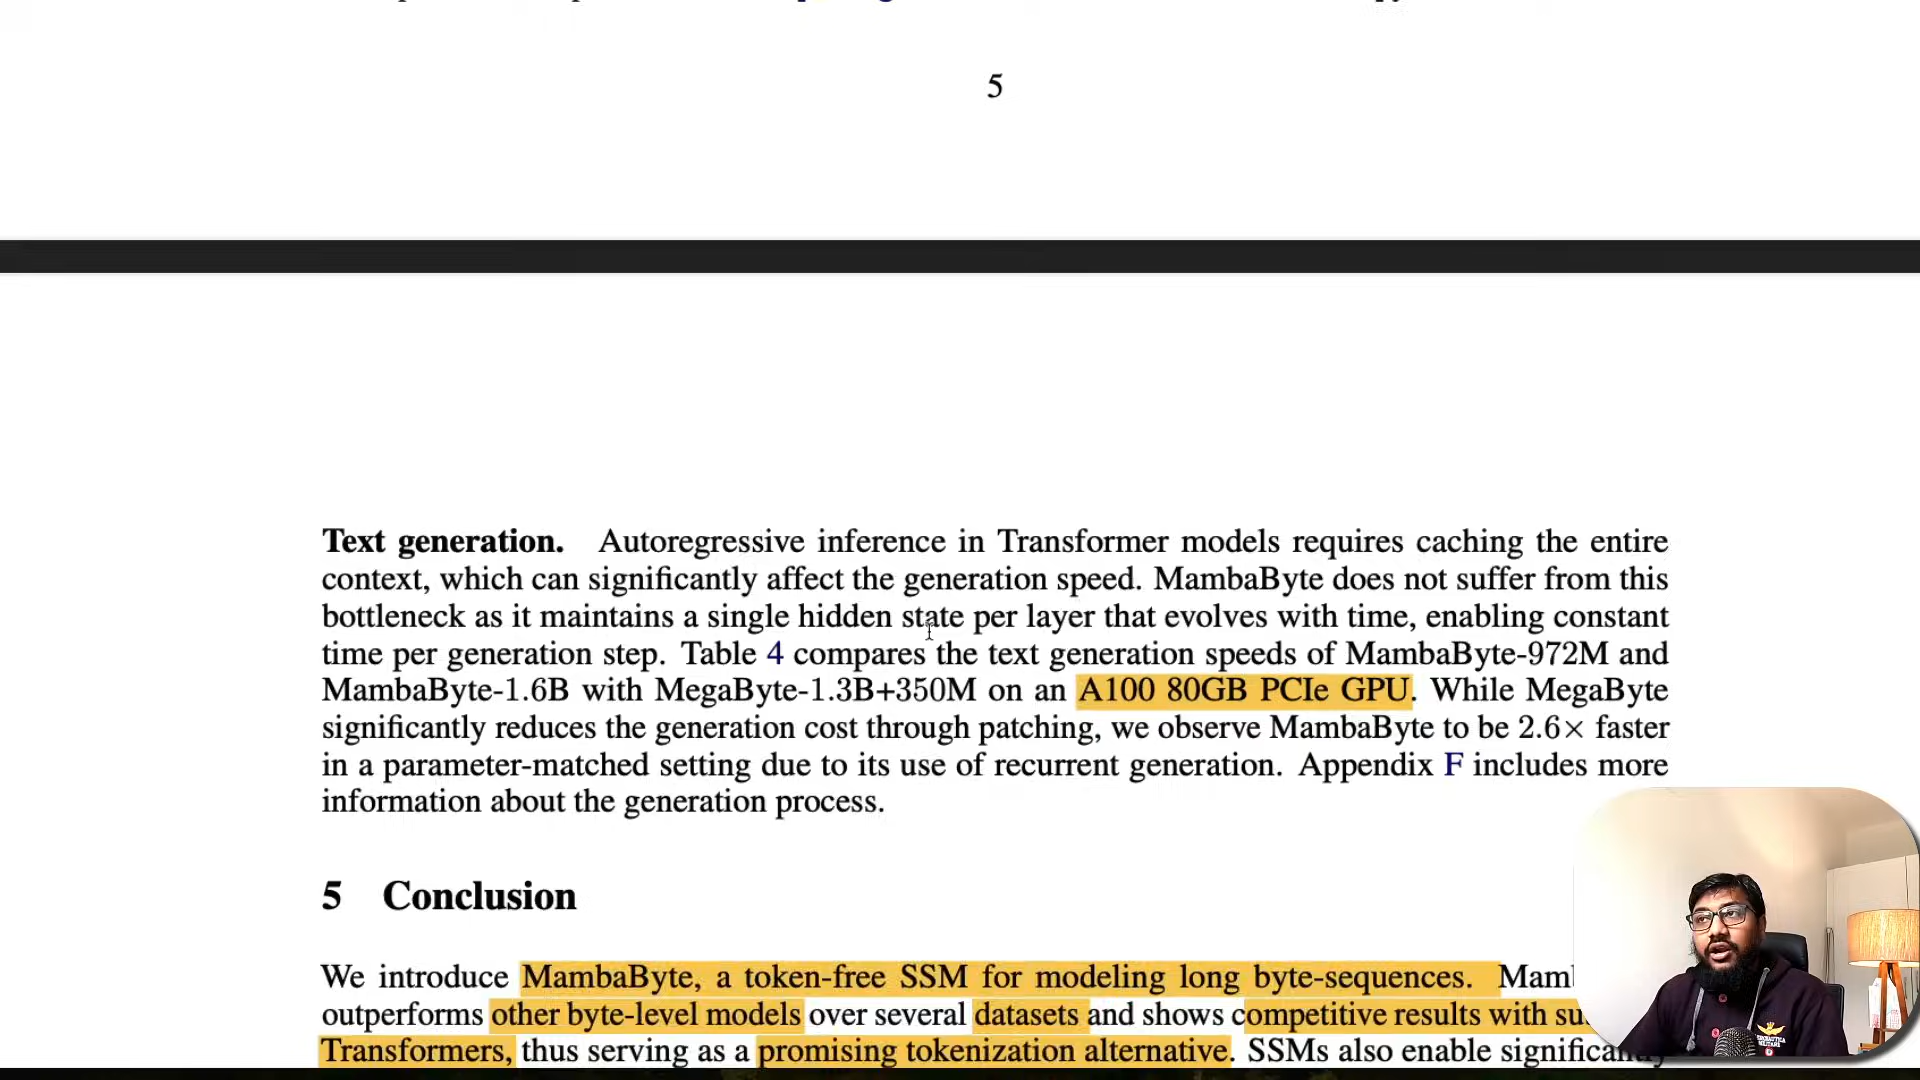 5
Text generation. Autoregressive inference in Transformer models requires caching the entire
context, which can significantly affect the generation speed. MambaByte does not suffer from this
bottleneck as it maintains a single hidden state per layer that evolves with time, enabling constant
time per generation step. Table 4 compares the text generation speeds of MambaByte-972M and
MambaByte-1.6B with MegaByte-1.3B+350M on an A100 80GB PCIe GPU. While MegaByte
significantly reduces the generation cost through patching, we observe MambaByte to be 2.6× faster
in a parameter-matched setting due to its use of recurrent generation. Appendix F includes more
information about the generation process.
5 Conclusion
We introduce MambaByte, a token-free SSM for modeling long byte-sequences.
outperforms other byte-level models over several datasets and shows competitive results with
Transformers, thus serving as a promising tokenization alternative. SSMs also enable significantly